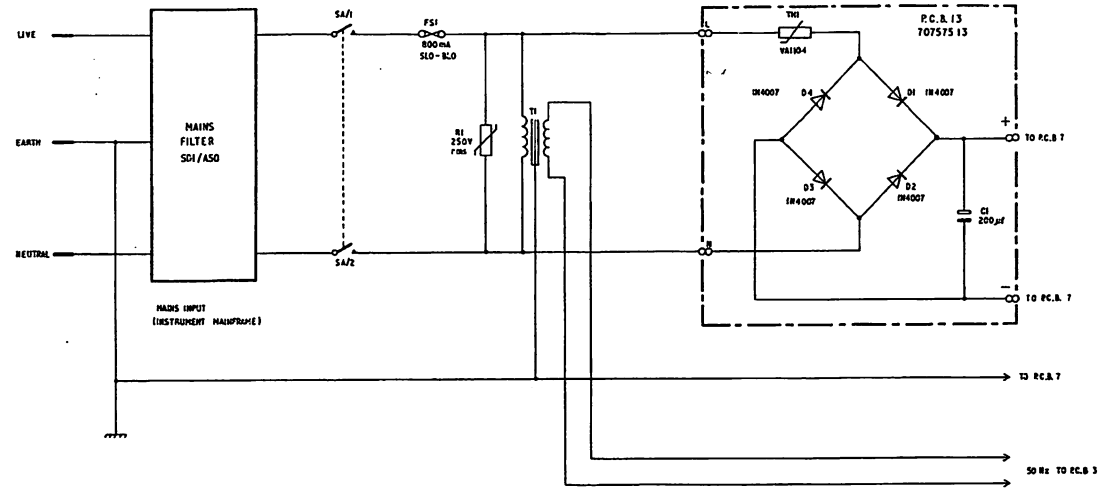 LIVE
EARTH
NEUTRAL
MAINS
FILTER
SD1/A50
MAINS INPUT
(INSTRUMENT MAINFRAME)
SA/1
SA/2
FS1
800mA
SLO-BLO
R1
250V
rms
T1
L
N
TH1
VA1104
P.C.B. 13
70757513
1N4007
D4
D1
1N4007
D3
1N4007
D2
1N4007
C1
200µf
+
TO P.C.B 7
−
TO P.C.B. 7
TO P.C.B. 7
50 Hz TO P.C.B 3